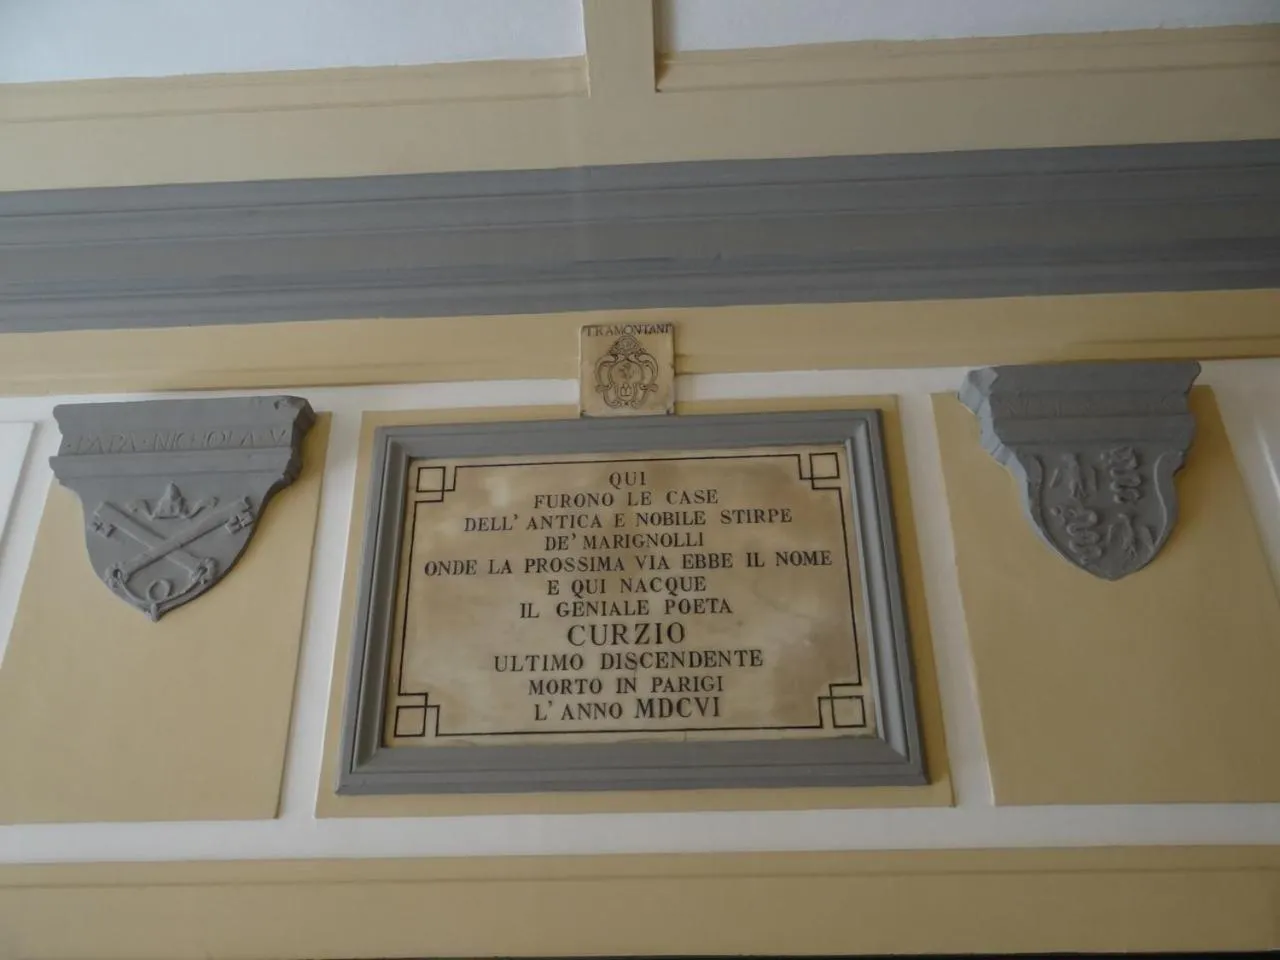 TRAMONTANI
PAPA · NICHOLA · V
QUI
FURONO LE CASE
DELL' ANTICA E NOBILE STIRPE
DE' MARIGNOLLI
ONDE LA PROSSIMA VIA EBBE IL NOME
E QUI NACQUE
IL GENIALE POETA
CURZIO
ULTIMO DISCENDENTE
MORTO IN PARIGI
L' ANNO MDCVI